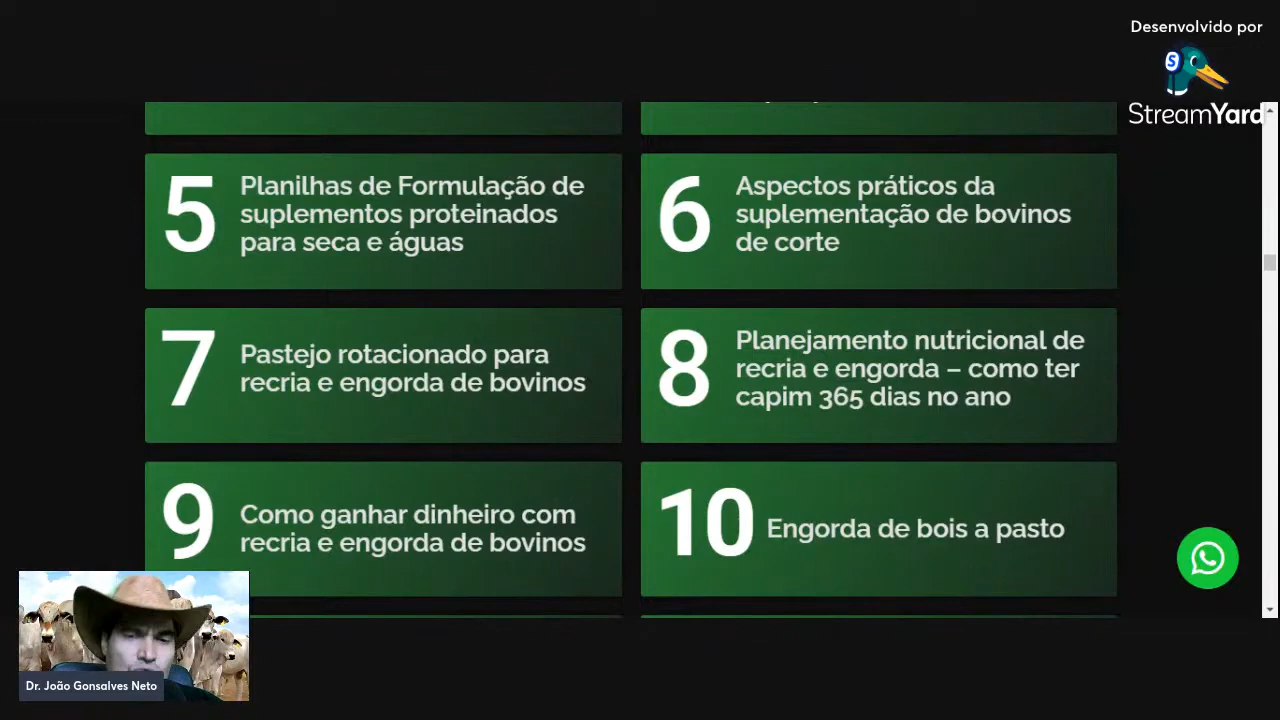 Desenvolvido por
StreamYard
5
Planilhas de Formulação de
suplementos proteinados
para seca e águas
6
Aspectos práticos da
suplementação de bovinos
de corte
7
Pastejo rotacionado para
recria e engorda de bovinos
8
Planejamento nutricional de
recria e engorda – como ter
capim 365 dias no ano
9
Como ganhar dinheiro com
recria e engorda de bovinos
10
Engorda de bois a pasto
Dr. João Gonsalves Neto